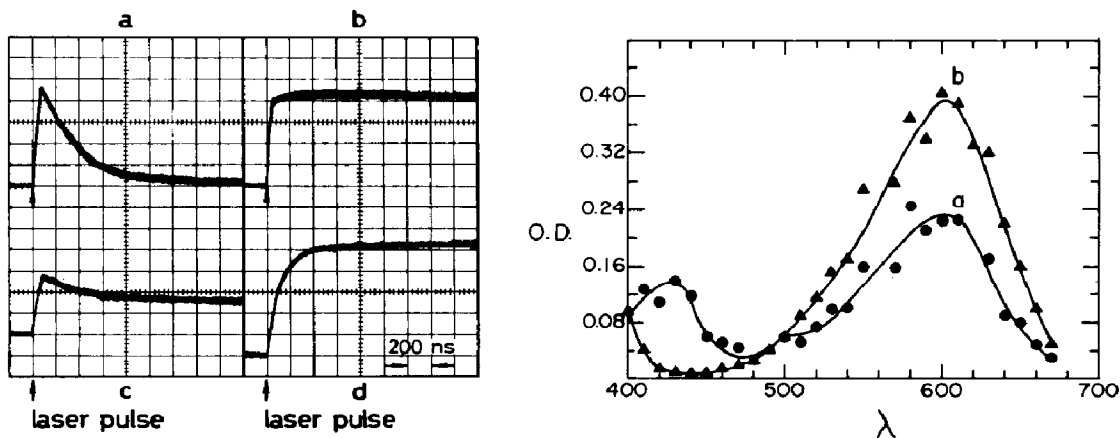 a b
200 ns
c d
laser pulse laser pulse
b
a
0.40
0.32
0.24
O.D.
0.16
0.08
400 500 600 700
λ